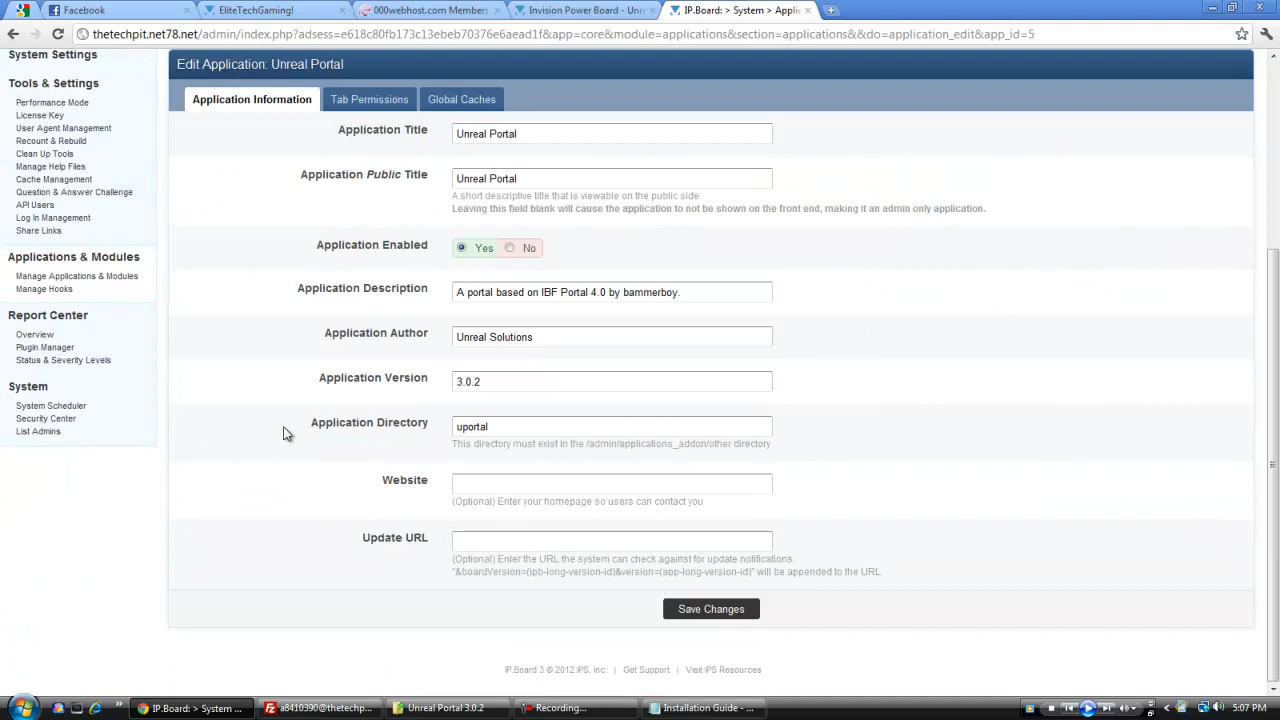 Facebook
EliteTechGaming!
000webhost.com Members
Invision Power Board - Unre
IP.Board: > System > Applic
thetechpit.net78.net/admin/index.php?adsess=e618c80fb173c13ebeb70376e6ead1f&app=core&module=applications&section=applications&&do=application_edit&app_id=5
System Settings
Edit Application: Unreal Portal
Tools & Settings
Performance Mode
License Key
User Agent Management
Recount & Rebuild
Clean Up Tools
Manage Help Files
Cache Management
Question & Answer Challenge
API Users
Log In Management
Share Links
Applications & Modules
Manage Applications & Modules
Manage Hooks
Report Center
Overview
Plugin Manager
Status & Severity Levels
System
System Scheduler
Security Center
List Admins
Application Information
Tab Permissions
Global Caches
Application Title
Unreal Portal
Application Public Title
Unreal Portal
A short descriptive title that is viewable on the public side.
Leaving this field blank will cause the application to not be shown on the front end, making it an admin only application.
Application Enabled
Yes
No
Application Description
A portal based on IBF Portal 4.0 by bammerboy.
Application Author
Unreal Solutions
Application Version
3.0.2
Application Directory
uportal
This directory must exist in the /admin/applications_addon/other directory
Website
(Optional) Enter your homepage so users can contact you
Update URL
(Optional) Enter the URL the system can check against for update notifications.
"&boardVersion=(ipb-long-version-id)&version=(app-long-version-id)" will be appended to the URL.
Save Changes
IP.Board 3 © 2012 IPS, Inc. | Get Support | Visit IPS Resources
IP.Board: > System ...
a8410390@thetechp...
Unreal Portal 3.0.2
Recording...
Installation Guide - ...
5:07 PM